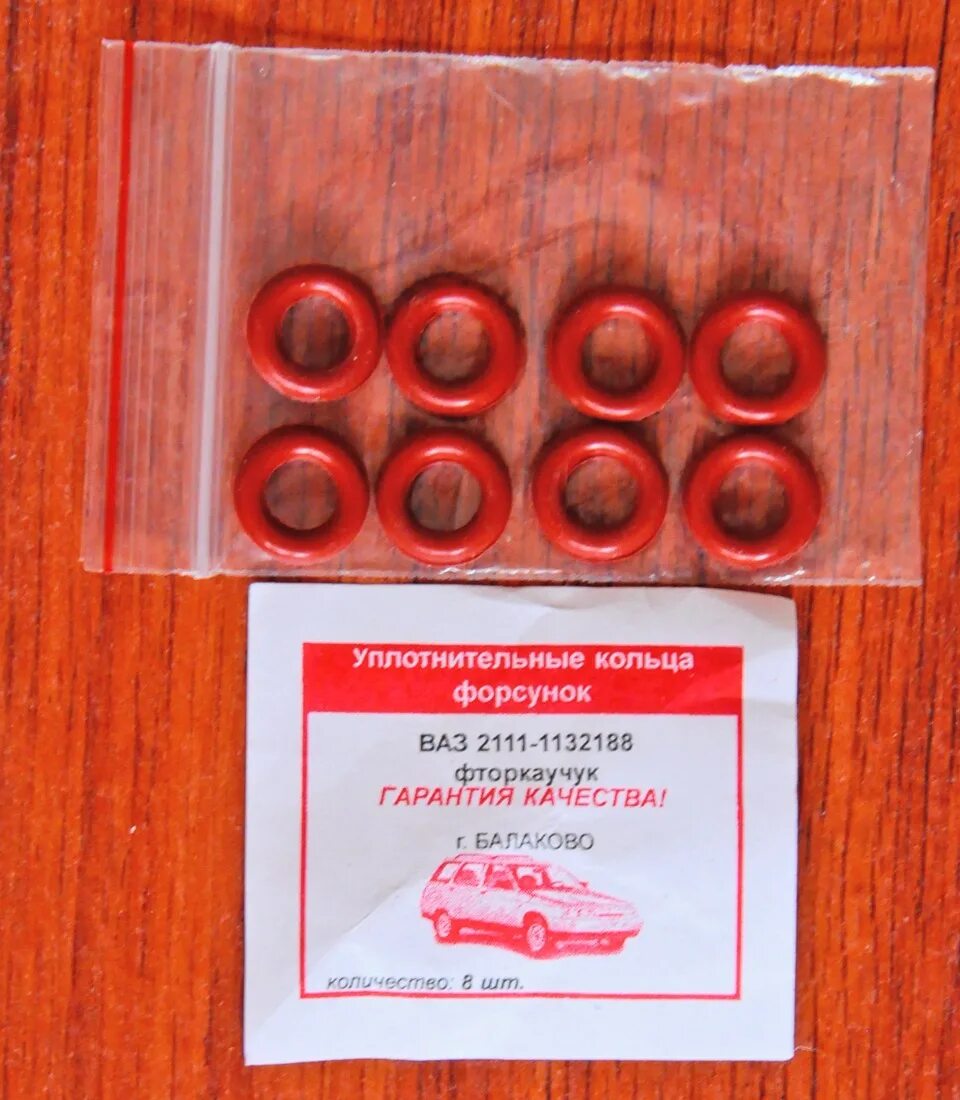 Уплотнительные кольца
форсунок
ВАЗ 2111-1132188
фторкаучук
ГАРАНТИЯ КАЧЕСТВА!
г. БАЛАКОВО
количество: 8 шт.